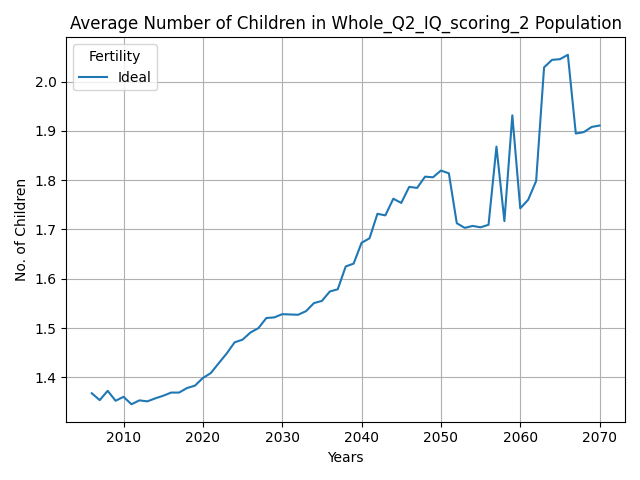 Average Number of Children in Whole_Q2_IQ_scoring_2 Population
Fertility
Ideal
2.0
1.9
1.8
1.7
1.6
1.5
1.4
No. of Children
2010 2020 2030 2040 2050 2060 2070
Years